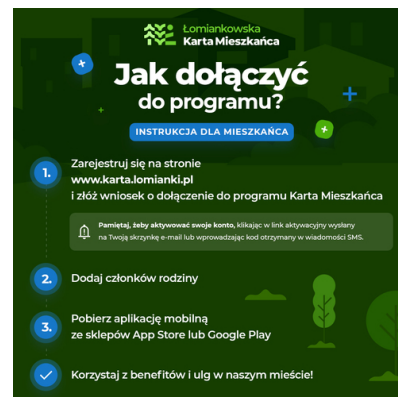 Łomiankowska
Karta Mieszkańca
Jak dołączyć
do programu?
INSTRUKCJA DLA MIESZKAŃCA
1.
Zarejestruj się na stronie
www.karta.lomianki.pl
i złóż wniosek o dołączenie do programu Karta Mieszkańca
Pamiętaj, żeby aktywować swoje konto, klikając w link aktywacyjny wysłany
na Twoją skrzynkę e-mail lub wprowadzając kod otrzymany w wiadomości SMS.
2.
Dodaj członków rodziny
3.
Pobierz aplikację mobilną
ze sklepów App Store lub Google Play
Korzystaj z benefitów i ulg w naszym mieście!